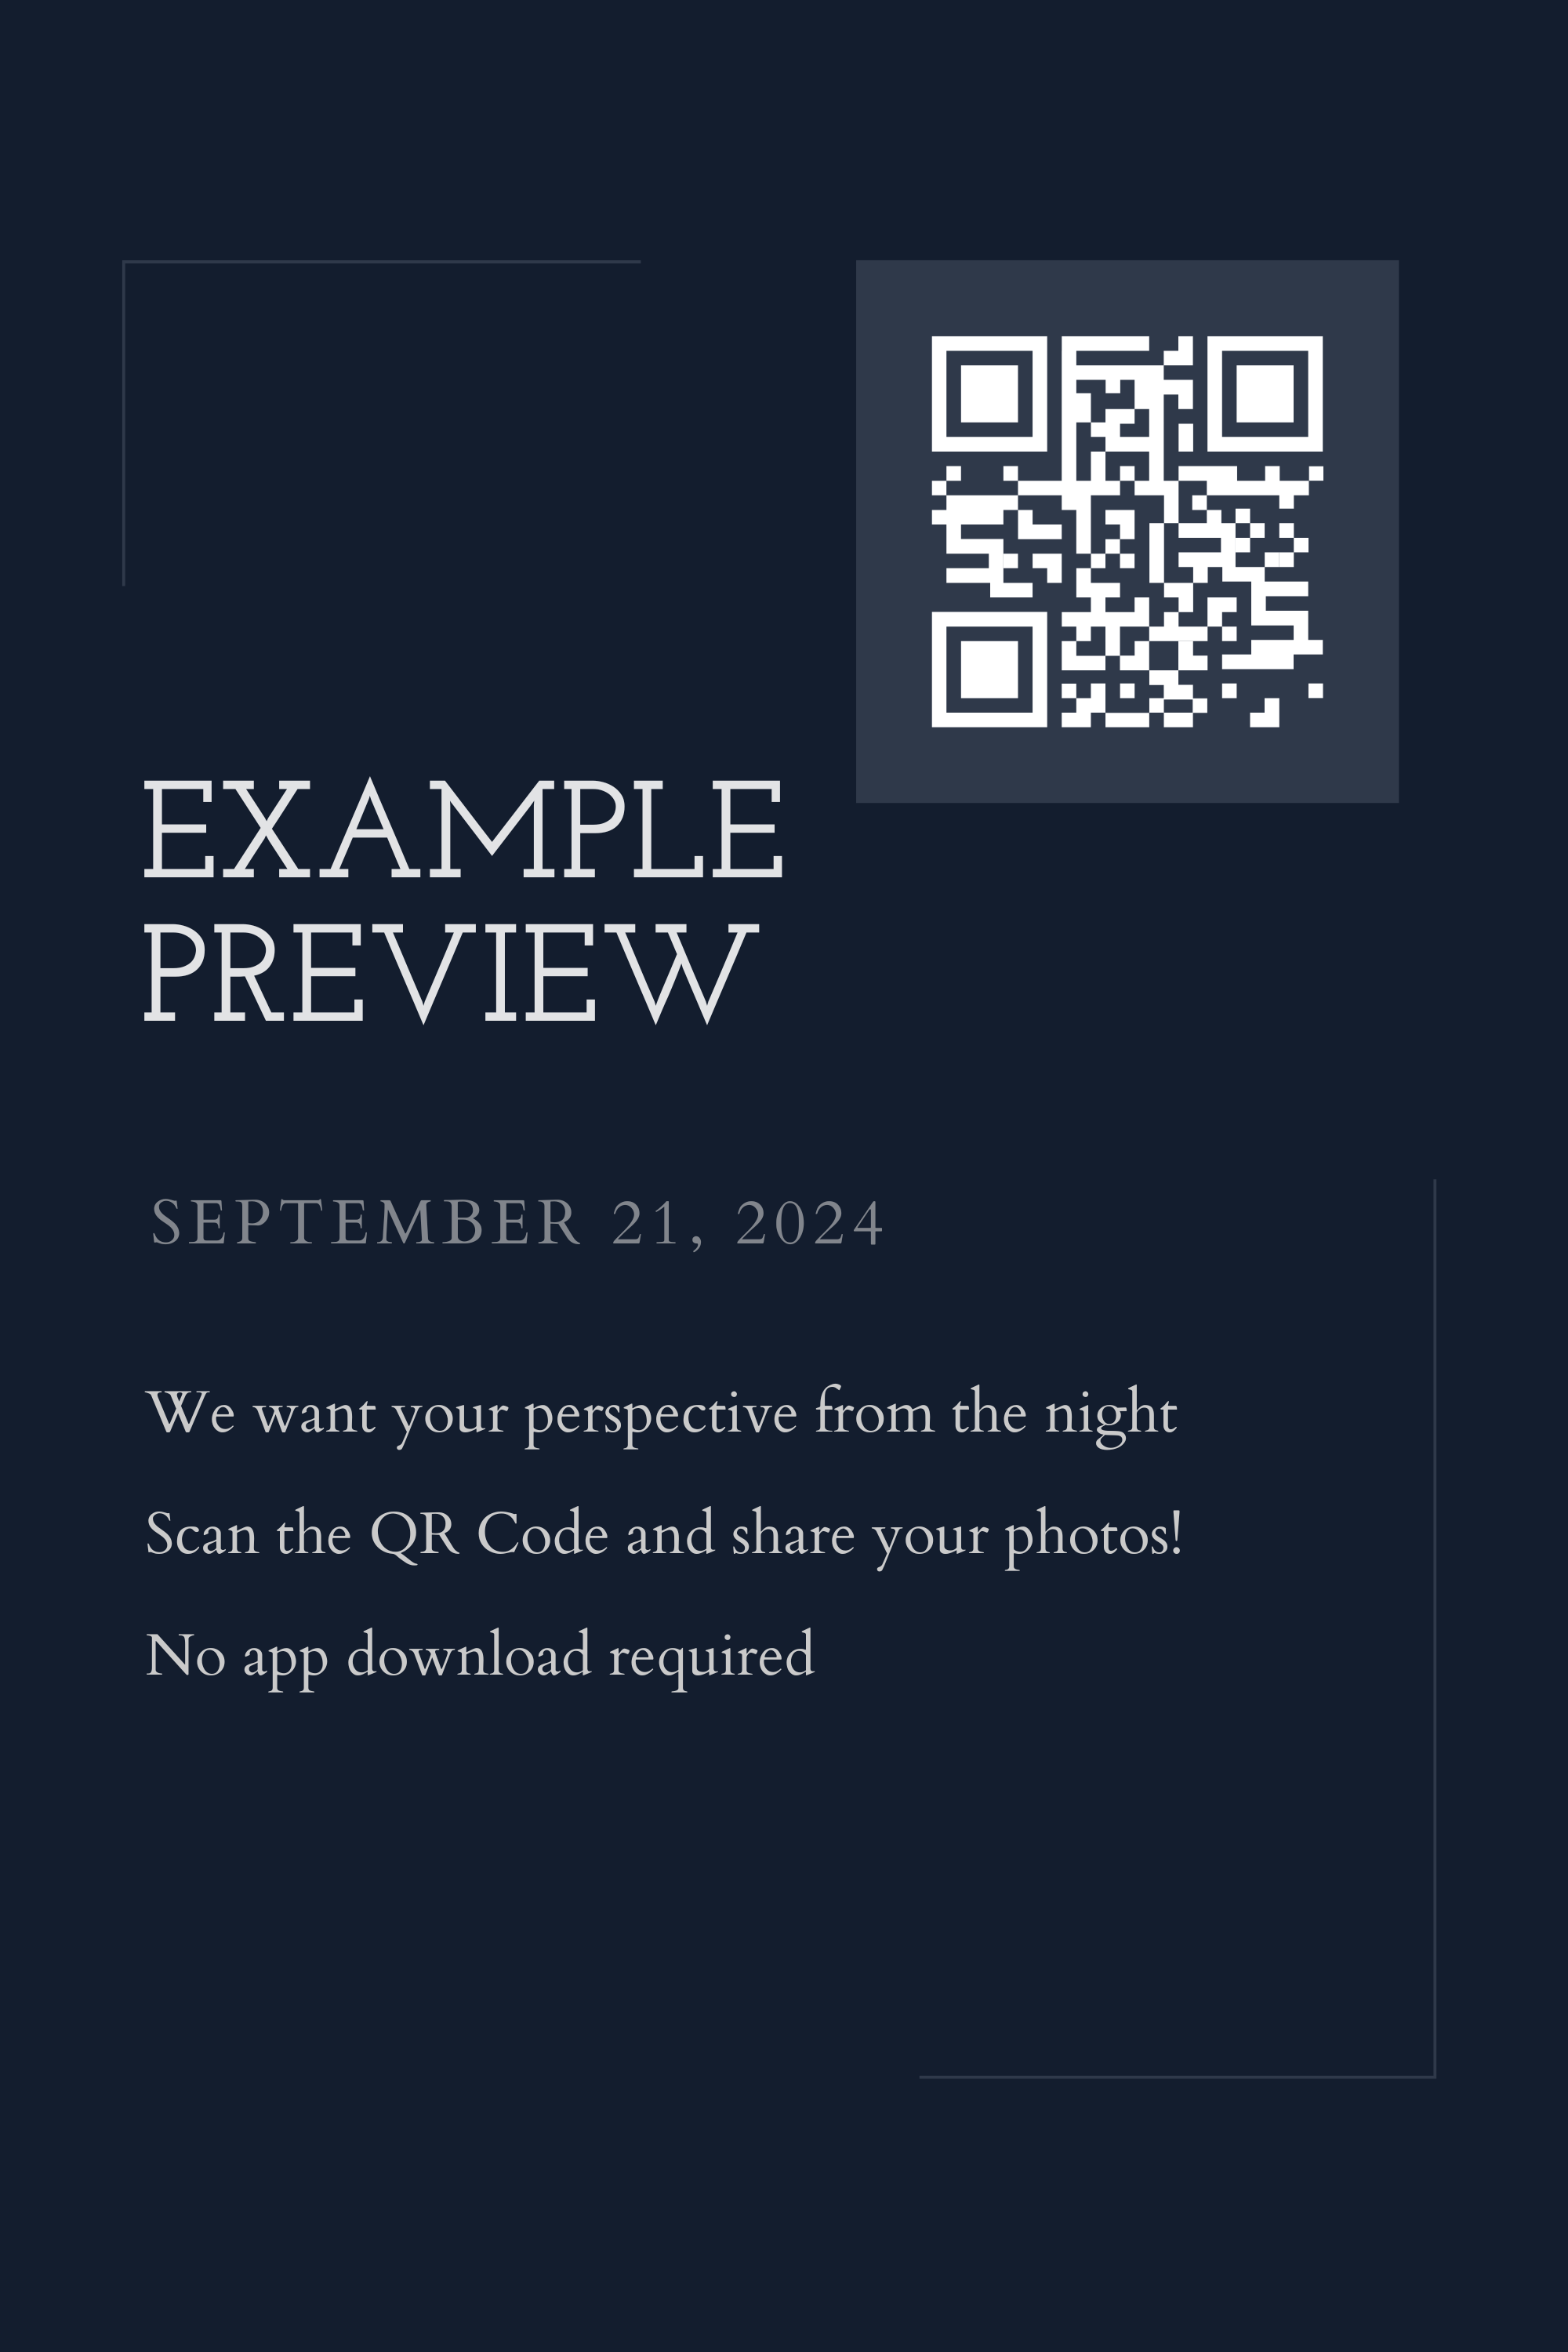 EXAMPLE
PREVIEW
SEPTEMBER 21, 2024
We want your perspective from the night
Scan the QR Code and share your photos!
No app download required